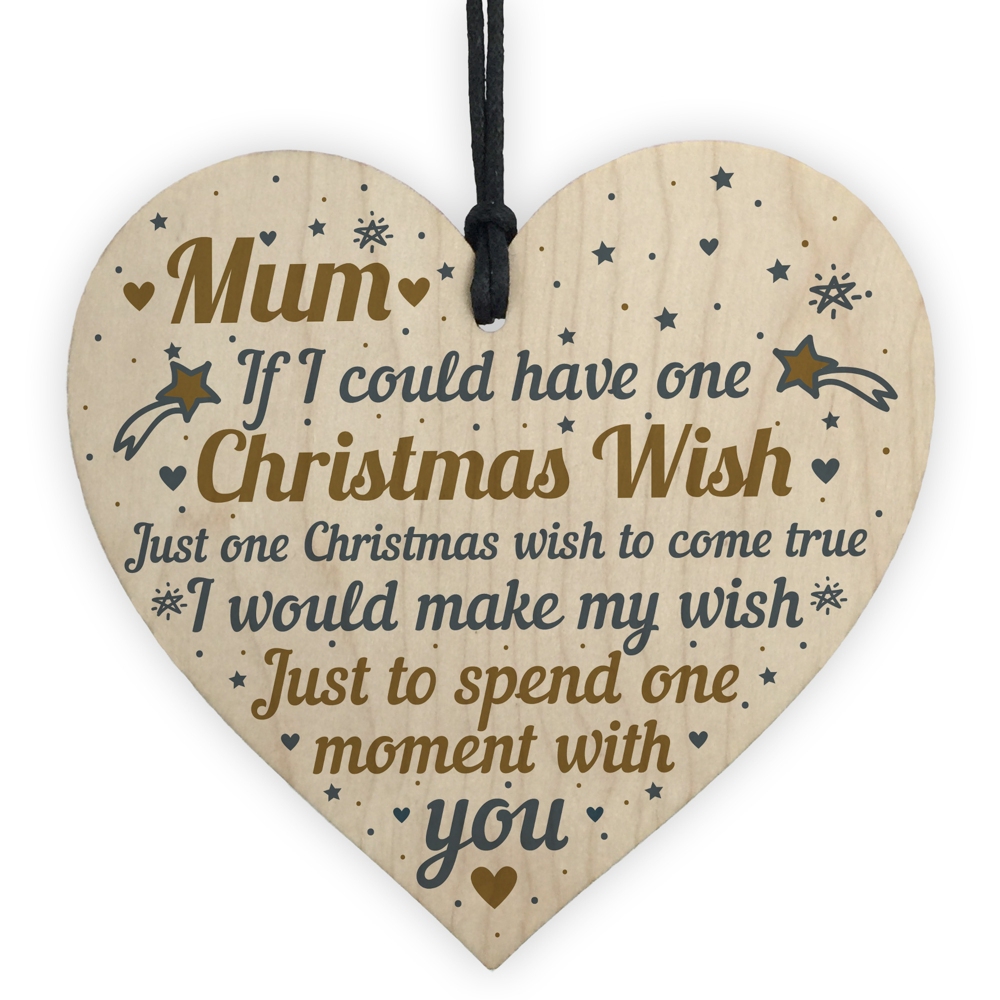 Mum
If I could have one
Christmas Wish
Just one Christmas wish to come true
I would make my wish
Just to spend one
moment with
you